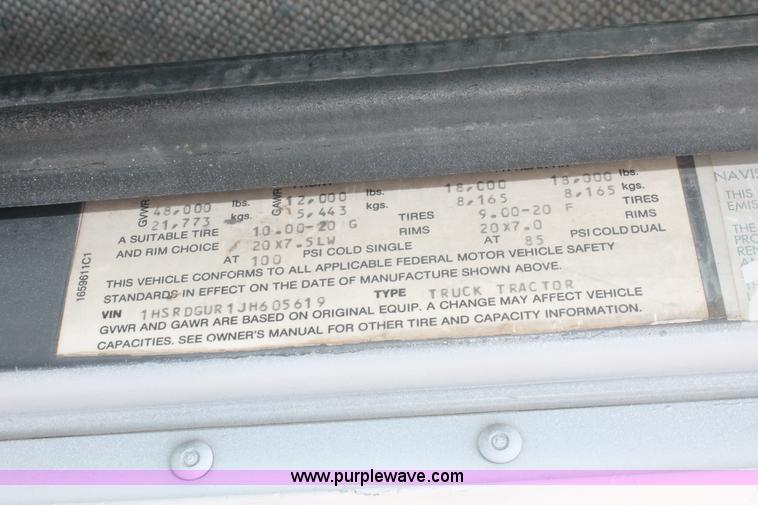 GVWR 48,000 lbs. GAWR 12,000 lbs. 18,000 18,000 lbs.
21,773 kgs. 5,443 kgs. 8,165 8,165 kgs.
A SUITABLE TIRE 10.00-20 G TIRES 9.00-20 F TIRES
AND RIM CHOICE 20X7.5LW RIMS 20X7.0 RIMS
AT 100 PSI COLD SINGLE AT 85 PSI COLD DUAL
THIS VEHICLE CONFORMS TO ALL APPLICABLE FEDERAL MOTOR VEHICLE SAFETY
STANDARDS IN EFFECT ON THE DATE OF MANUFACTURE SHOWN ABOVE.
VIN 1HSRDGUR1JH605619 TYPE TRUCK TRACTOR
GVWR AND GAWR ARE BASED ON ORIGINAL EQUIP. A CHANGE MAY AFFECT VEHICLE
CAPACITIES. SEE OWNER'S MANUAL FOR OTHER TIRE AND CAPACITY INFORMATION.
1659611C1
NAVIS
THIS
EMIS
THE
PRO
REN
AN
www.purplewave.com